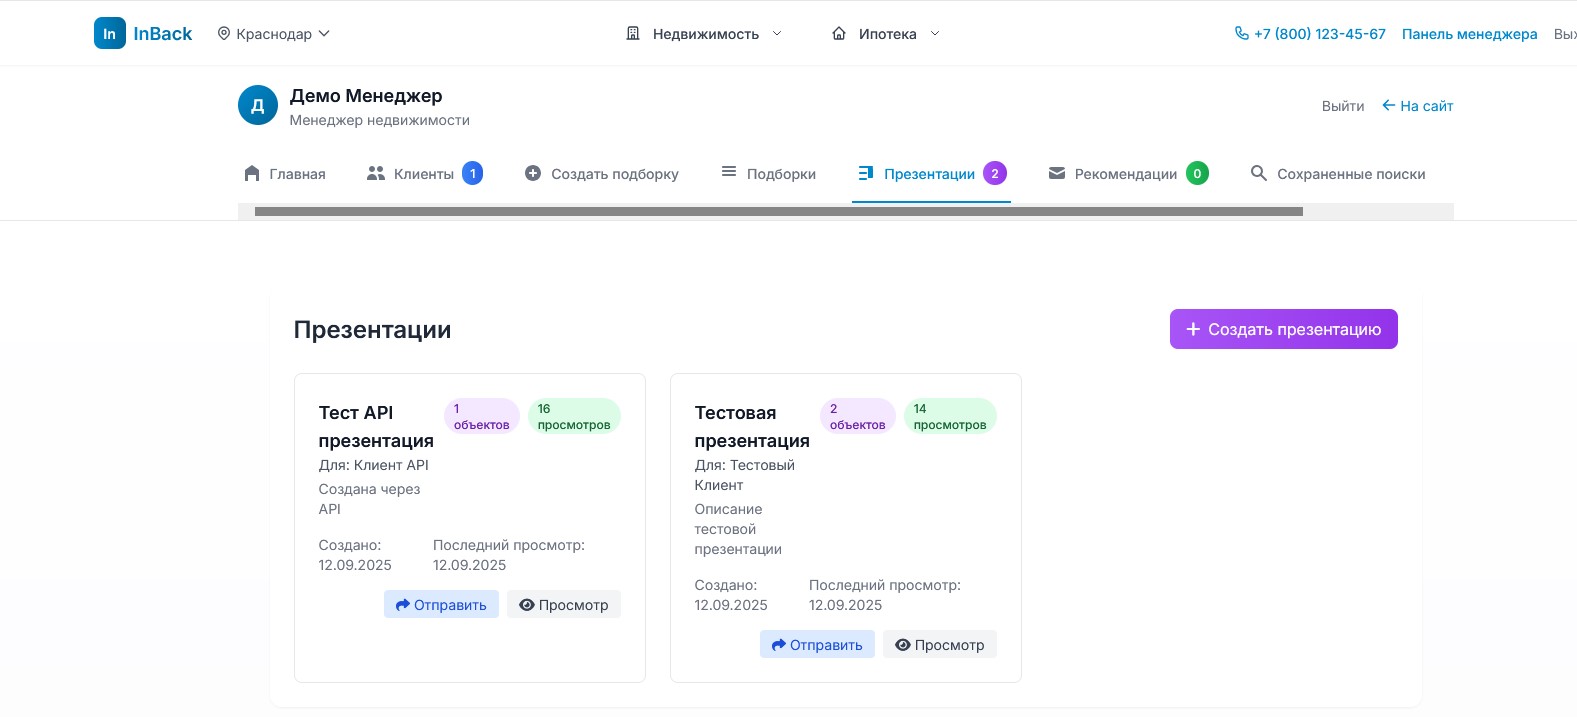 In InBack Краснодар Недвижимость Ипотека +7 (800) 123-45-67 Панель менеджера Вых
Д Демо Менеджер
Менеджер недвижимости
Выйти На сайт
Главная Клиенты 1 Создать подборку Подборки Презентации 2 Рекомендации 0 Сохраненные поиски
Презентации
Создать презентацию
Тест API
презентация
1
объектов
16
просмотров
Для: Клиент API
Создана через
API
Создано:
12.09.2025
Последний просмотр:
12.09.2025
Отправить Просмотр
Тестовая
презентация
2
объектов
14
просмотров
Для: Тестовый
Клиент
Описание
тестовой
презентации
Создано:
12.09.2025
Последний просмотр:
12.09.2025
Отправить Просмотр